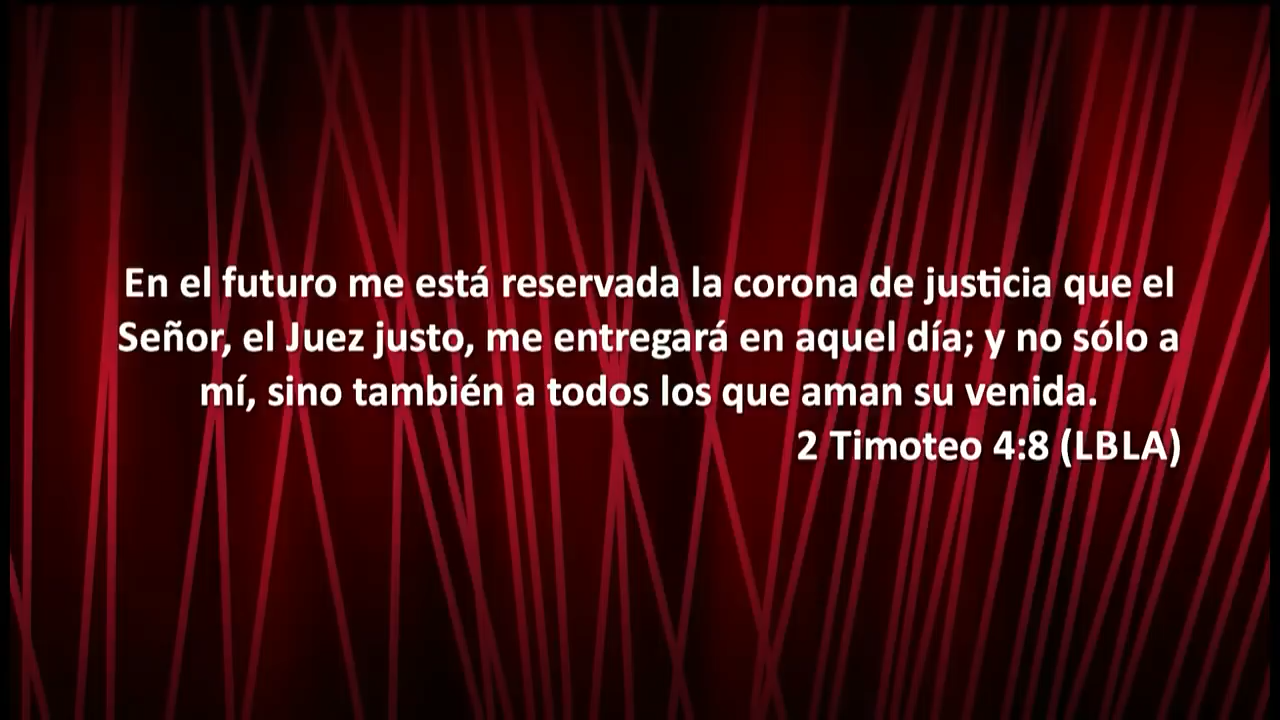 En el futuro me está reservada la corona de justicia que el
Señor, el Juez justo, me entregará en aquel día; y no sólo a
mí, sino también a todos los que aman su venida.
2 Timoteo 4:8 (LBLA)